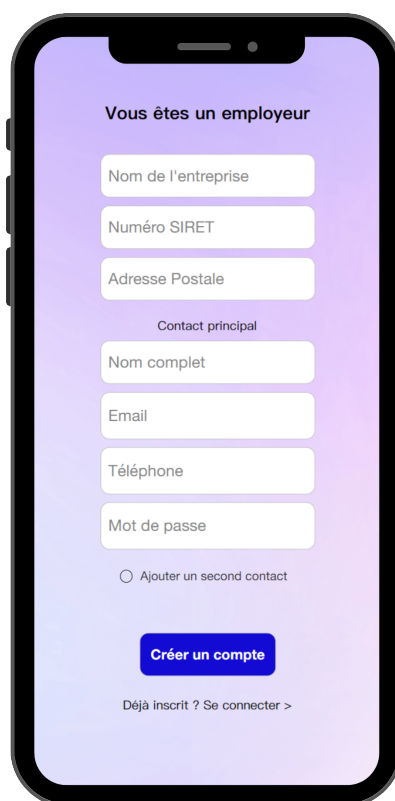 Vous êtes un employeur
Nom de l'entreprise
Numéro SIRET
Adresse Postale
Contact principal
Nom complet
Email
Téléphone
Mot de passe
Ajouter un second contact
Créer un compte
Déjà inscrit ? Se connecter >